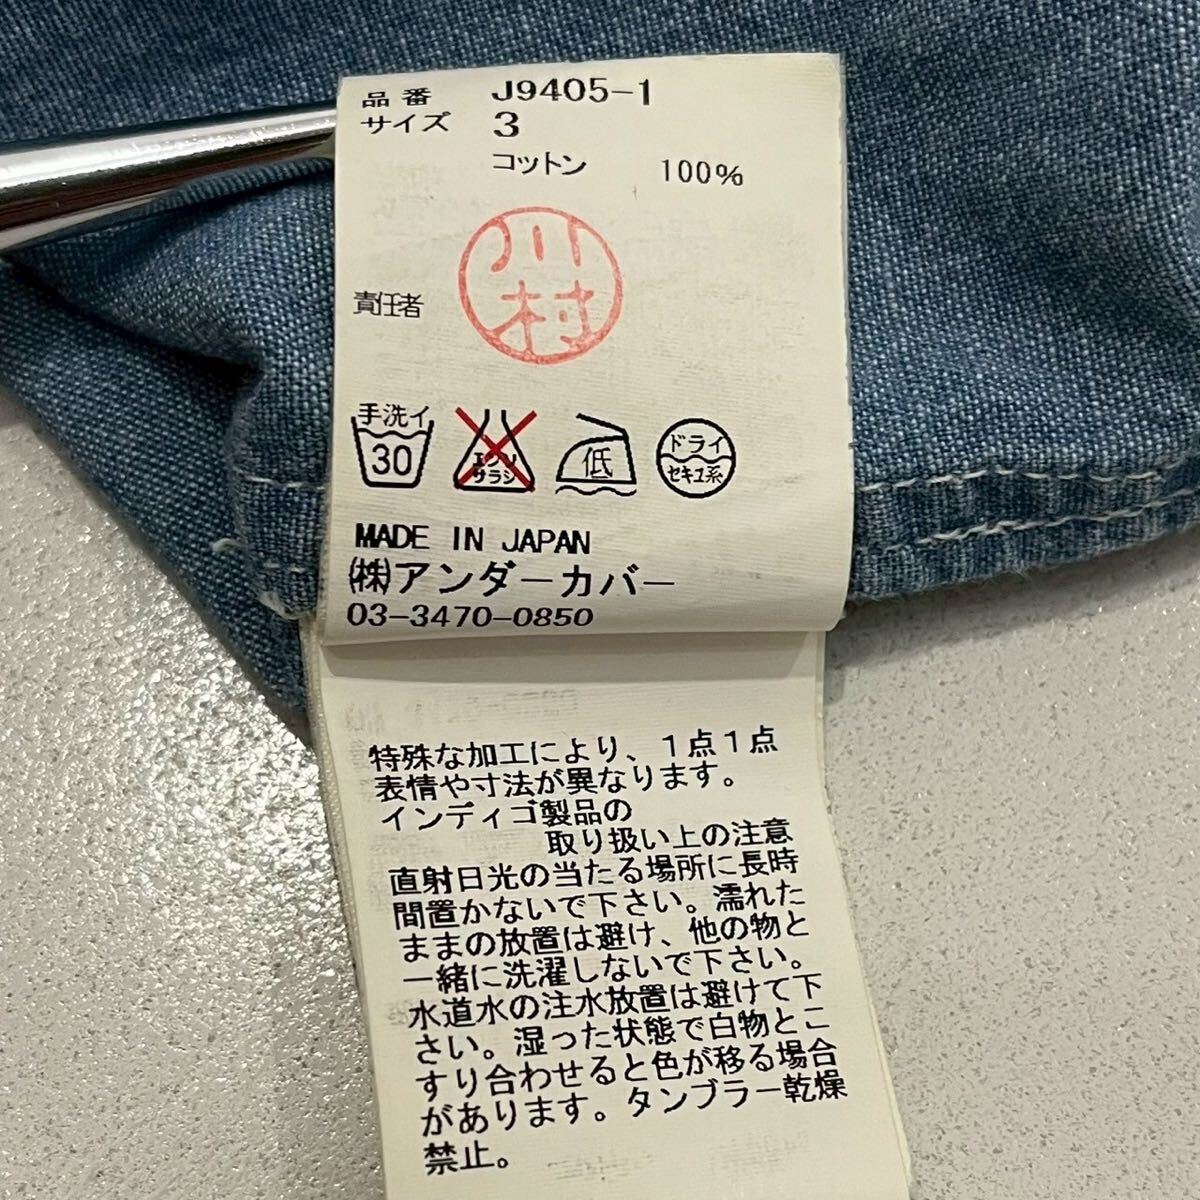 品番 J9405-1
サイズ 3
コットン 100%
川村
責任者
手洗イ
30
エンソ
サラシ
低
ドライ
セキユ系
MADE IN JAPAN
㈱アンダーカバー
03-3470-0850
特殊な加工により、1点1点
表情や寸法が異なります。
インディゴ製品の
取り扱い上の注意
直射日光の当たる場所に長時
間置かないで下さい。濡れた
ままの放置は避け、他の物と
一緒に洗濯しないで下さい。
水道水の注水放置は避けて下
さい。湿った状態で白物とこ
すり合わせると色が移る場合
があります。タンブラー乾燥
禁止。